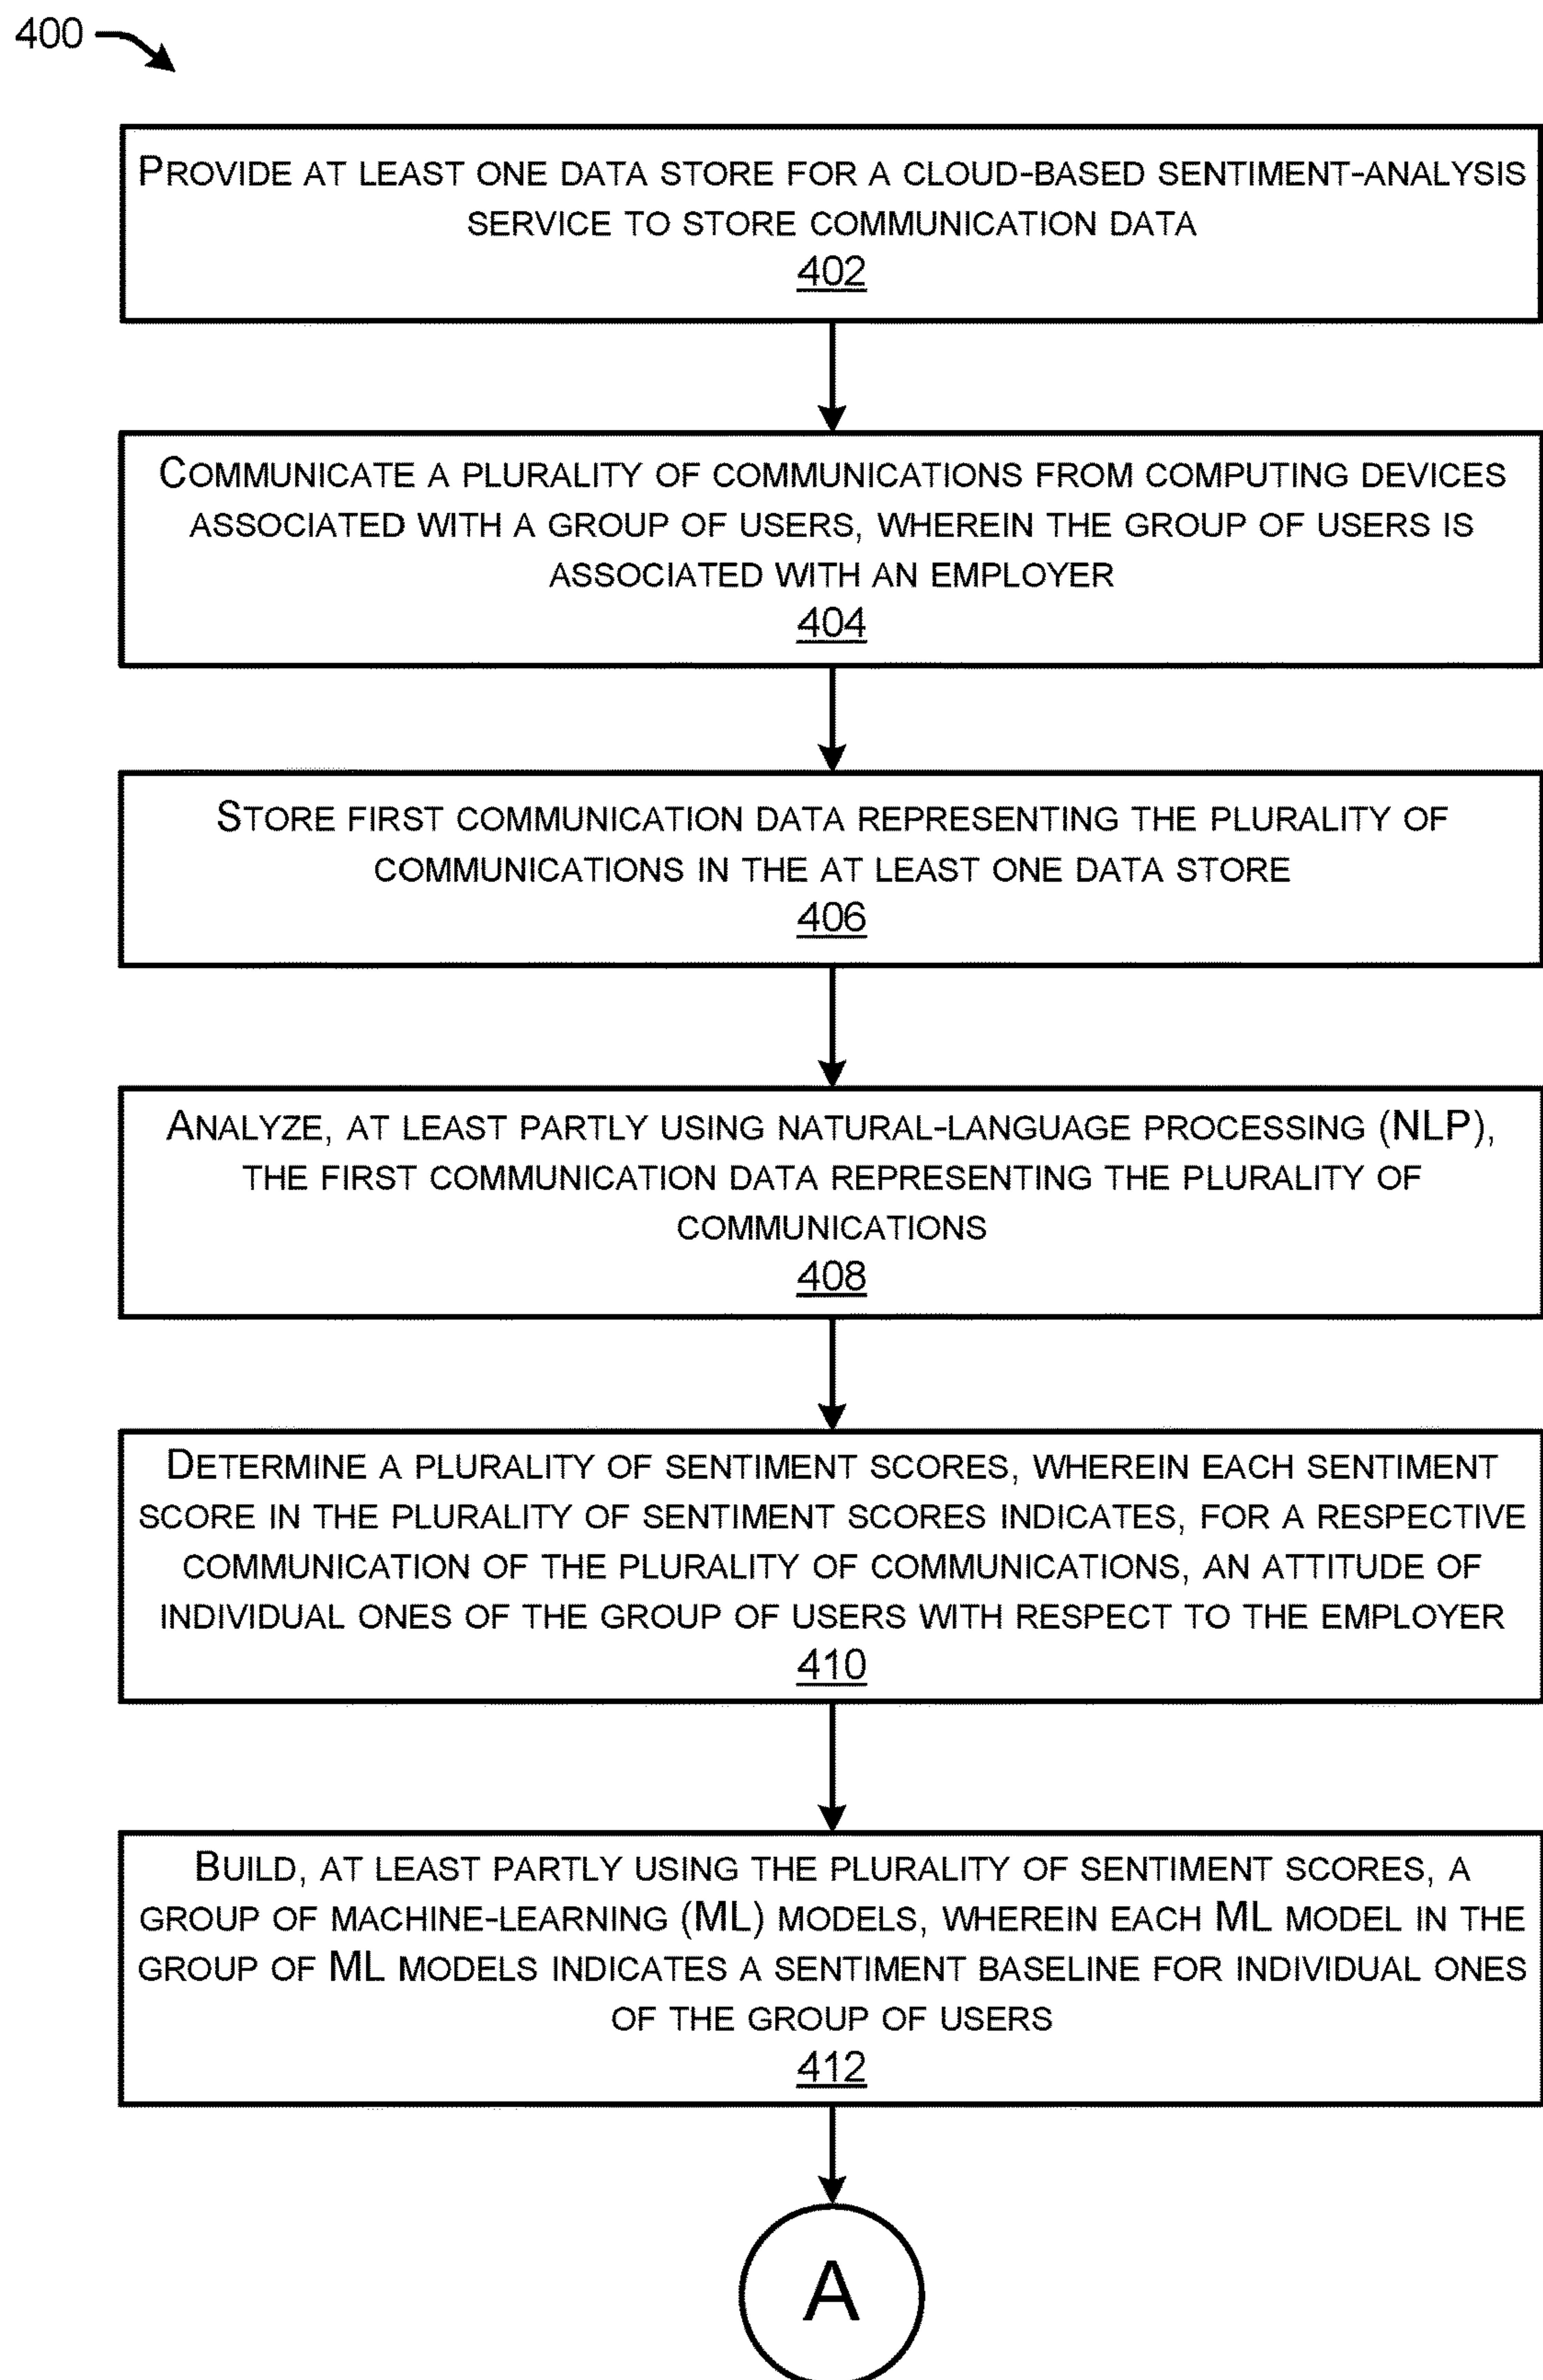 400
PROVIDE AT LEAST ONE DATA STORE FOR A CLOUD-BASED SENTIMENT-ANALYSIS
SERVICE TO STORE COMMUNICATION DATA
402
COMMUNICATE A PLURALITY OF COMMUNICATIONS FROM COMPUTING DEVICES
ASSOCIATED WITH A GROUP OF USERS, WHEREIN THE GROUP OF USERS IS
ASSOCIATED WITH AN EMPLOYER
404
STORE FIRST COMMUNICATION DATA REPRESENTING THE PLURALITY OF
COMMUNICATIONS IN THE AT LEAST ONE DATA STORE
406
ANALYZE, AT LEAST PARTLY USING NATURAL-LANGUAGE PROCESSING (NLP),
THE FIRST COMMUNICATION DATA REPRESENTING THE PLURALITY OF
COMMUNICATIONS
408
DETERMINE A PLURALITY OF SENTIMENT SCORES, WHEREIN EACH SENTIMENT
SCORE IN THE PLURALITY OF SENTIMENT SCORES INDICATES, FOR A RESPECTIVE
COMMUNICATION OF THE PLURALITY OF COMMUNICATIONS, AN ATTITUDE OF
INDIVIDUAL ONES OF THE GROUP OF USERS WITH RESPECT TO THE EMPLOYER
410
BUILD, AT LEAST PARTLY USING THE PLURALITY OF SENTIMENT SCORES, A
GROUP OF MACHINE-LEARNING (ML) MODELS, WHEREIN EACH ML MODEL IN THE
GROUP OF ML MODELS INDICATES A SENTIMENT BASELINE FOR INDIVIDUAL ONES
OF THE GROUP OF USERS
412
A